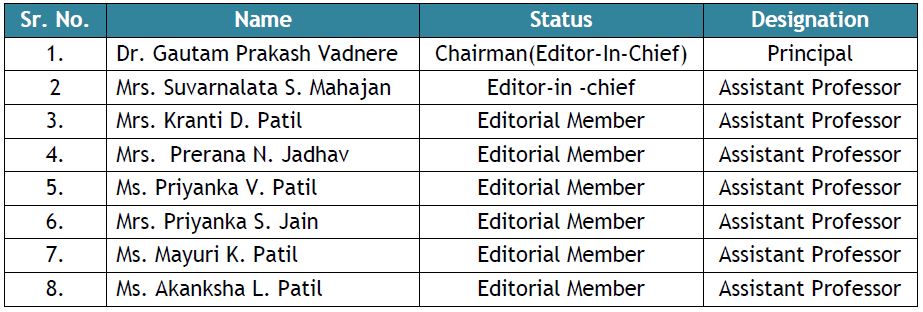 Sr. No. Name Status Designation
1. Dr. Gautam Prakash Vadnere Chairman(Editor-In-Chief) Principal
2 Mrs. Suvarnalata S. Mahajan Editor-in -chief Assistant Professor
3. Mrs. Kranti D. Patil Editorial Member Assistant Professor
4. Mrs. Prerana N. Jadhav Editorial Member Assistant Professor
5. Ms. Priyanka V. Patil Editorial Member Assistant Professor
6. Mrs. Priyanka S. Jain Editorial Member Assistant Professor
7. Ms. Mayuri K. Patil Editorial Member Assistant Professor
8. Ms. Akanksha L. Patil Editorial Member Assistant Professor